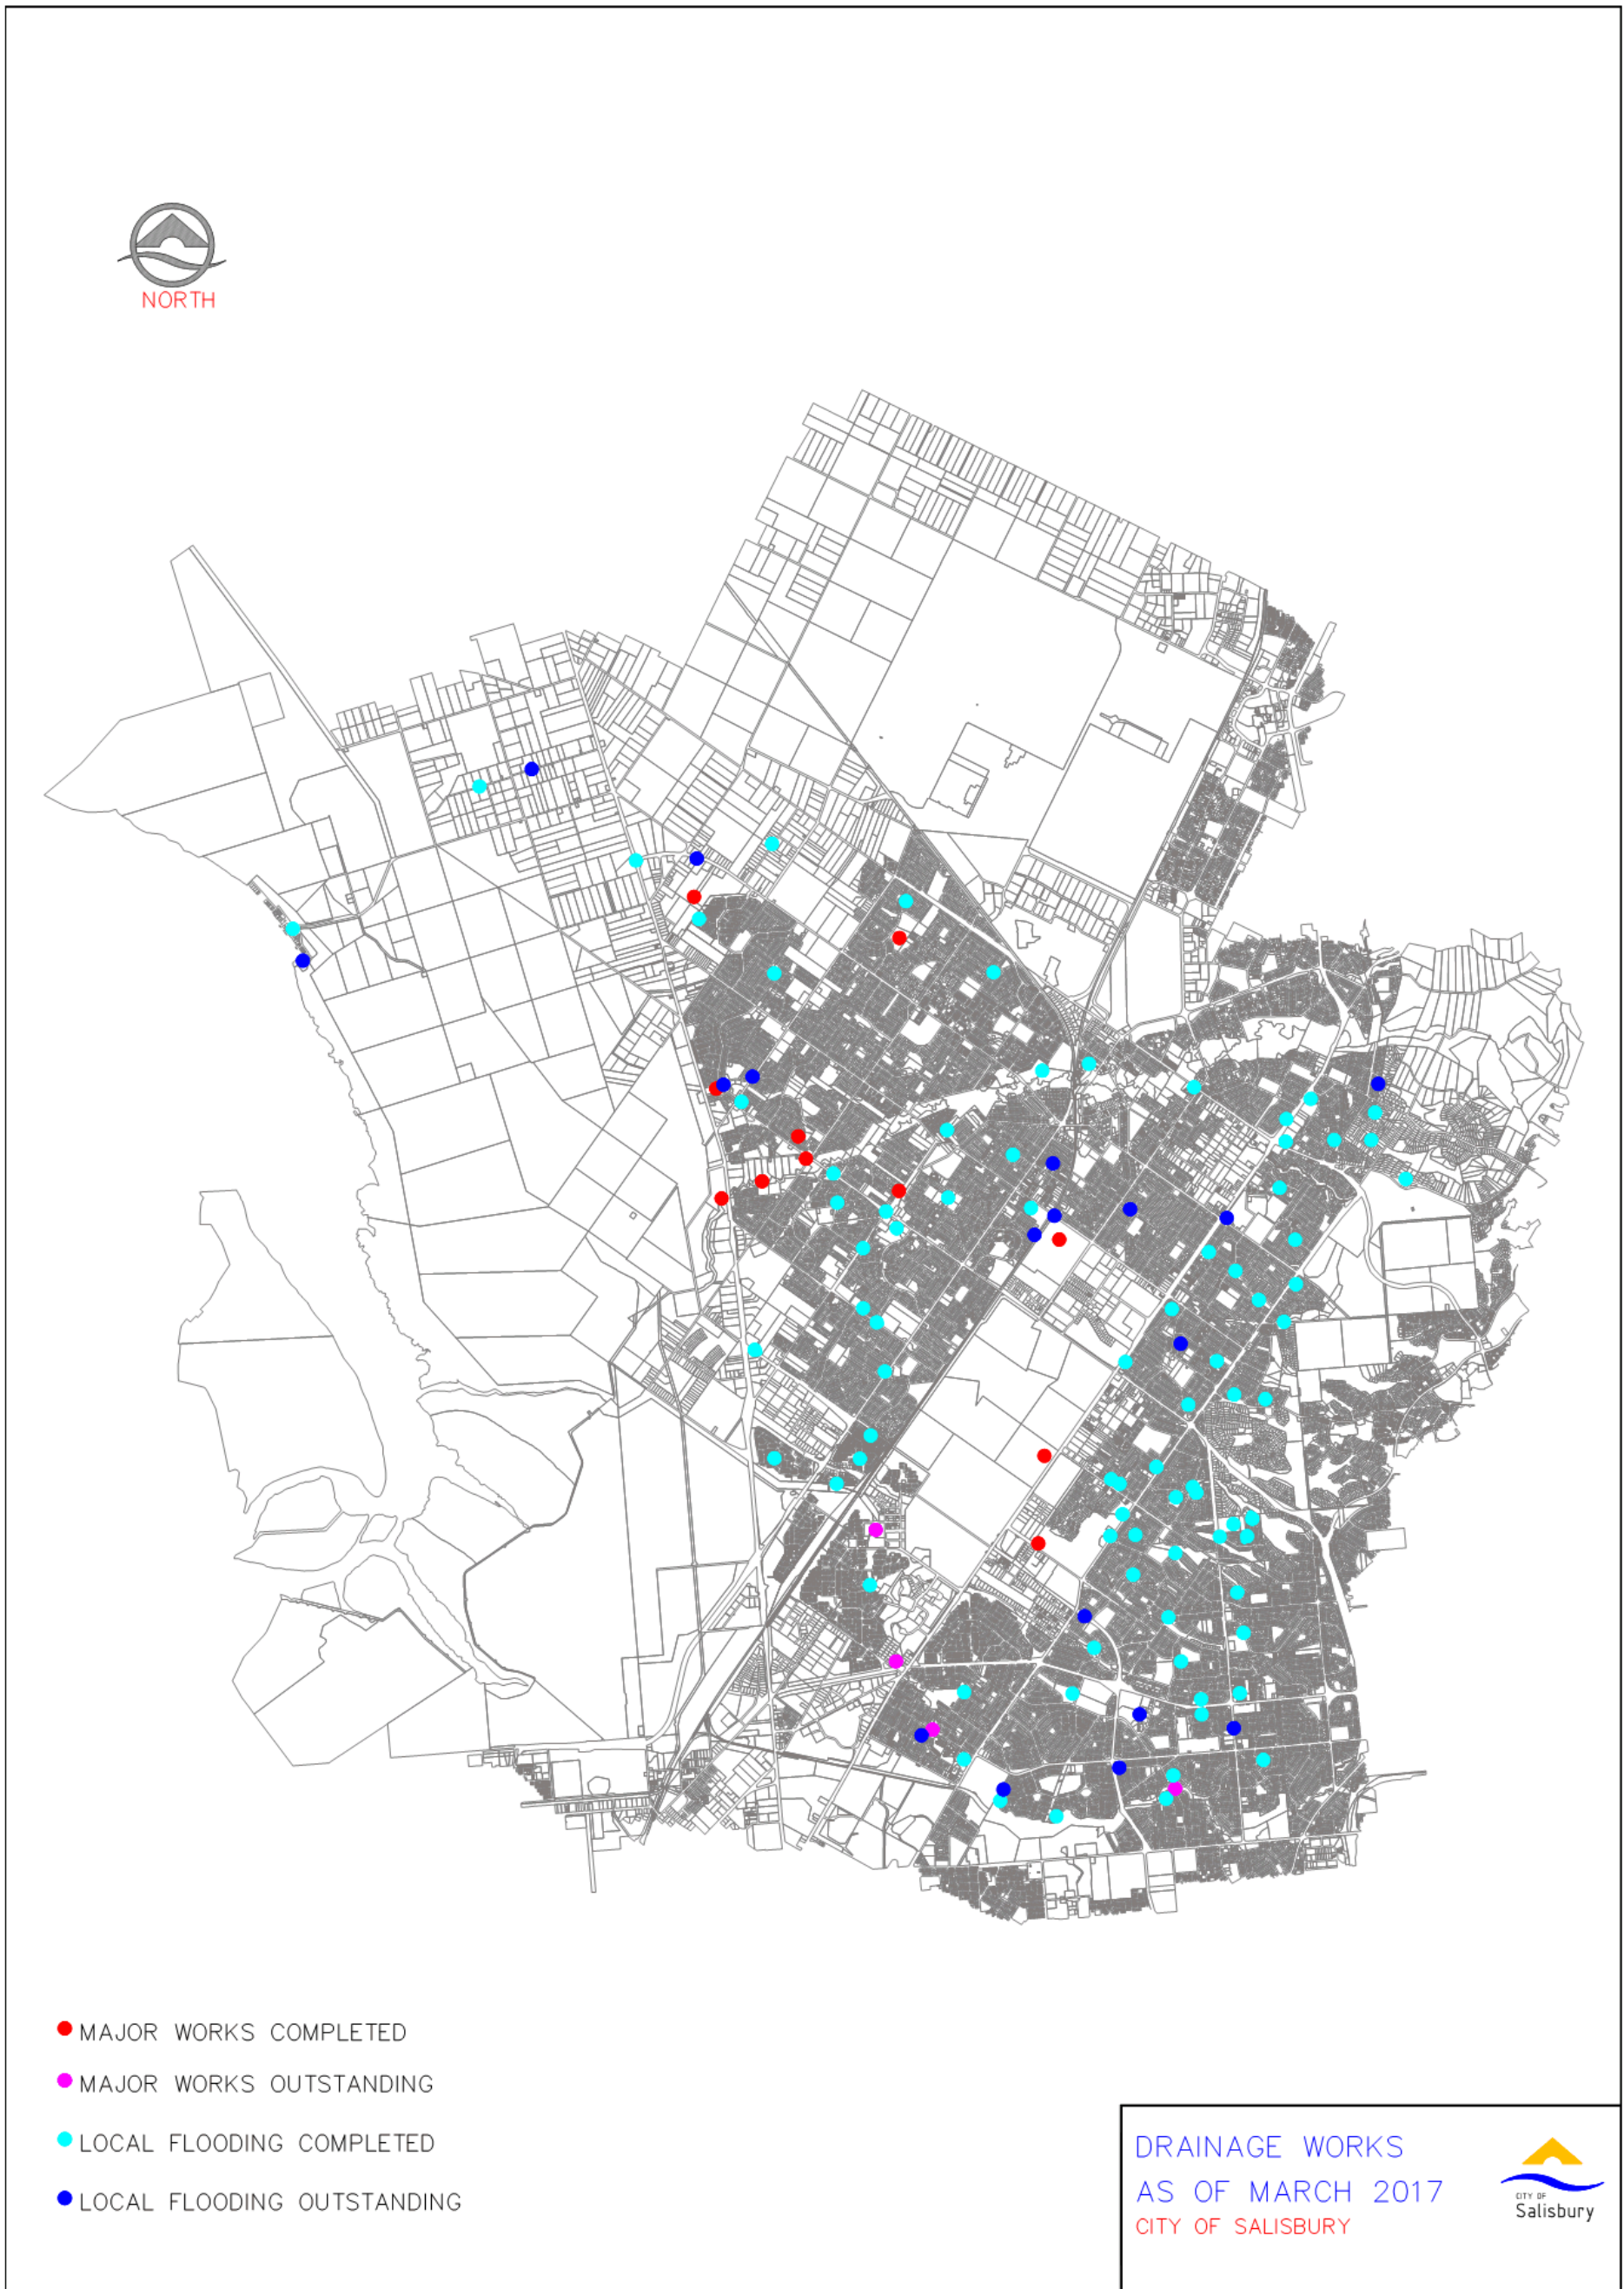 NORTH
MAJOR WORKS COMPLETED
MAJOR WORKS OUTSTANDING
LOCAL FLOODING COMPLETED
LOCAL FLOODING OUTSTANDING
DRAINAGE WORKS
AS OF MARCH 2017
CITY OF SALISBURY
CITY OF
Salisbury